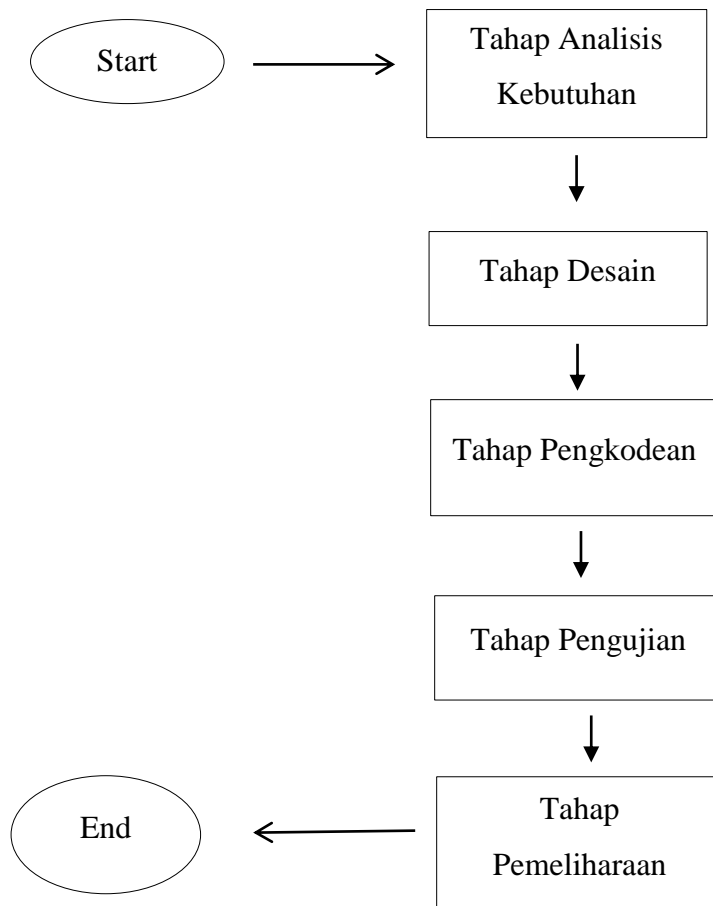 Start
Tahap Analisis
Kebutuhan
Tahap Desain
Tahap Pengkodean
Tahap Pengujian
Tahap
Pemeliharaan
End